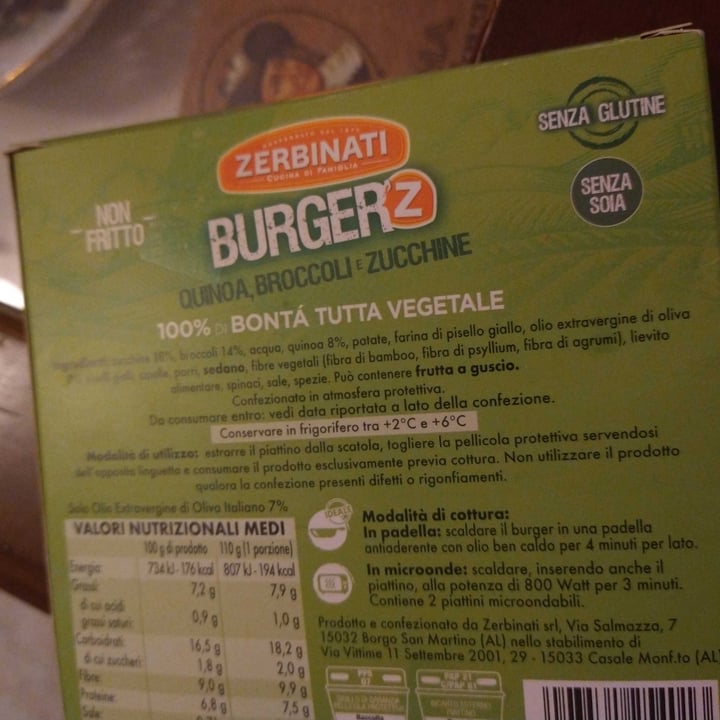 SENZA GLUTINE
ZERBINATI
CUCINA DI FAMIGLIA
SENZA
SOIA
NON
FRITTO
BURGER'Z
QUINOA, BROCCOLI E ZUCCHINE
100% DI BONTÁ TUTTA VEGETALE
zucchine 18%, broccoli 14%, acqua, quinoa 8%, patate, farina di pisello giallo, olio extravergine di oliva
porri, sedano, fibre vegetali (fibra di bamboo, fibra di psyllium, fibra di agrumi), lievito
alimentare, spinaci, sale, spezie. Può contenere frutta a guscio.
Confezionato in atmosfera protettiva.
Da consumare entro: vedi data riportata a lato della confezione.
Conservare in frigorifero tra +2°C e +6°C
Modalità di utilizzo: estrarre il piattino dalla scatola, togliere la pellicola protettiva servendosi
dell'apposita linguetta e consumare il prodotto esclusivamente previa cottura. Non utilizzare il prodotto
qualora la confezione presenti difetti o rigonfiamenti.
Solo Olio Extravergine di Oliva Italiano 7%
VALORI NUTRIZIONALI MEDI
100 g di prodotto 110 g (1 porzione)
Energia 734 kJ - 176 kcal 807 kJ - 194 kcal
Grassi 7,2 g 7,9 g
di cui acidi
grassi saturi: 0,9 g 1,0 g
Carboidrati: 16,5 g 18,2 g
di cui zuccheri: 1,8 g 2,0 g
Fibre: 9,0 g 9,9 g
Proteine: 6,8 g 7,5 g
Sale:
IDEALE
Modalità di cottura:
In padella: scaldare il burger in una padella
antiaderente con olio ben caldo per 4 minuti per lato.
In microonde: scaldare, inserendo anche il
piattino, alla potenza di 800 Watt per 3 minuti.
Contiene 2 piattini microondabili.
Prodotto e confezionato da Zerbinati srl, Via Salmazza, 7
15032 Borgo San Martino (AL) nello stabilimento di
Via Vittime 11 Settembre 2001, 29 - 15033 Casale Monf.to (AL